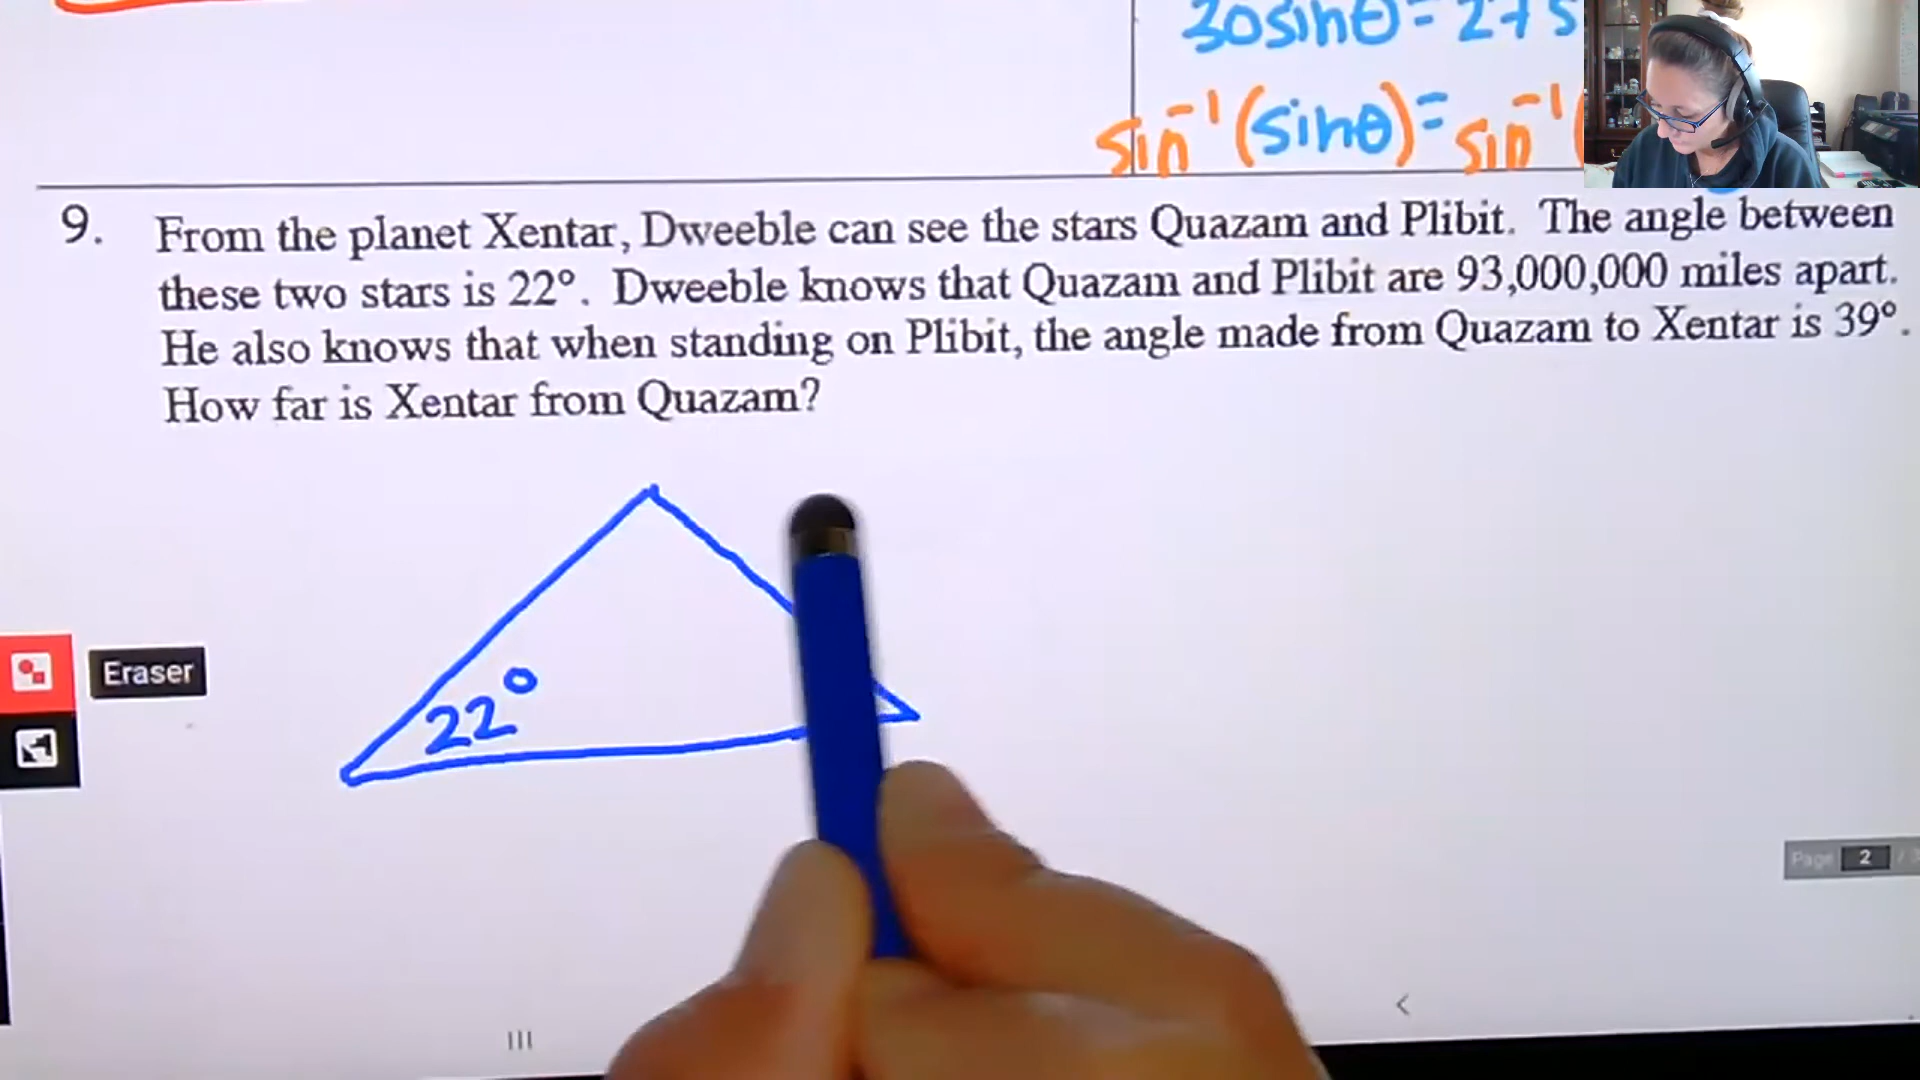 30sinθ = 275
sin⁻¹(sinθ) = sin⁻¹(
9. From the planet Xentar, Dweeble can see the stars Quazam and Plibit. The angle between
these two stars is 22°. Dweeble knows that Quazam and Plibit are 93,000,000 miles apart.
He also knows that when standing on Plibit, the angle made from Quazam to Xentar is 39°.
How far is Xentar from Quazam?
Eraser
22°
Page 2 / 3